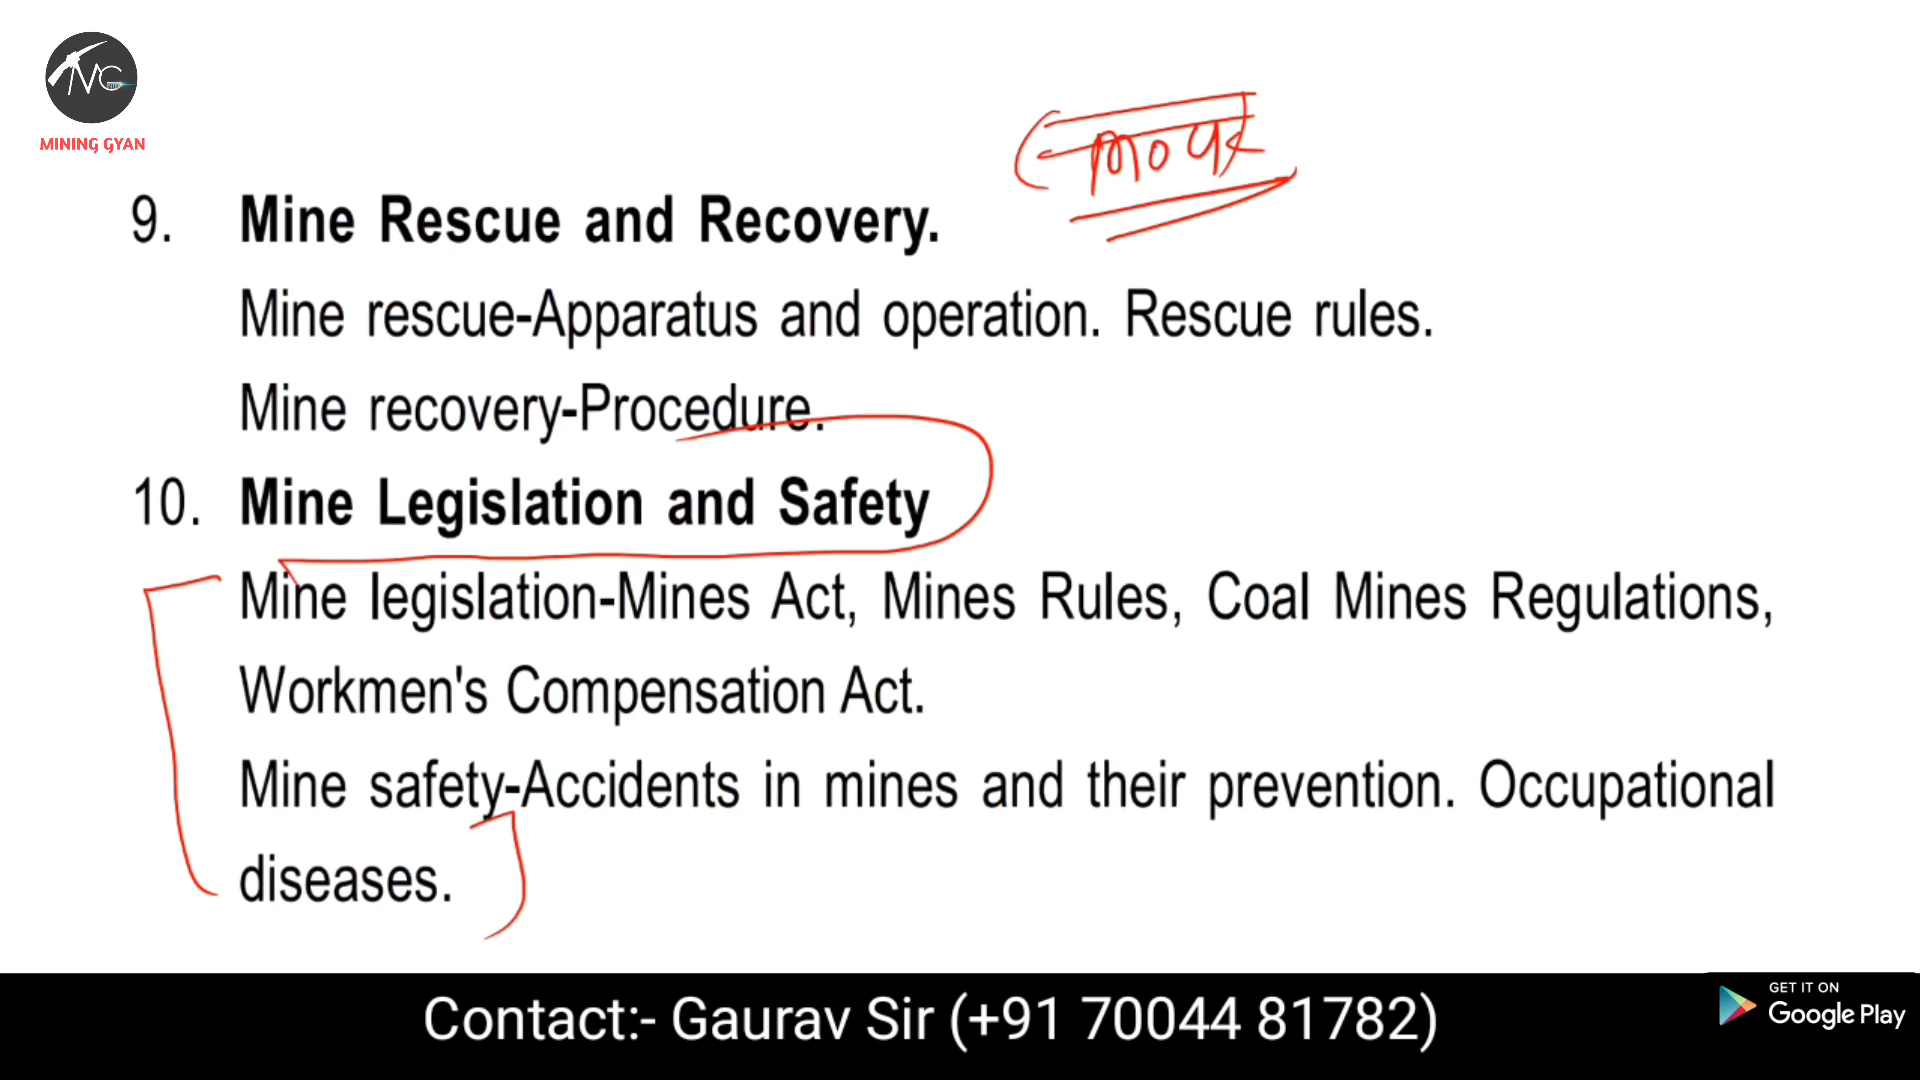 MG
MINING GYAN
9. Mine Rescue and Recovery.
Mine rescue-Apparatus and operation. Rescue rules.
Mine recovery-Procedure.
10. Mine Legislation and Safety
Mine legislation-Mines Act, Mines Rules, Coal Mines Regulations,
Workmen's Compensation Act.
Mine safety-Accidents in mines and their prevention. Occupational
diseases.
Contact:- Gaurav Sir (+91 70044 81782)
GET IT ON
Google Play